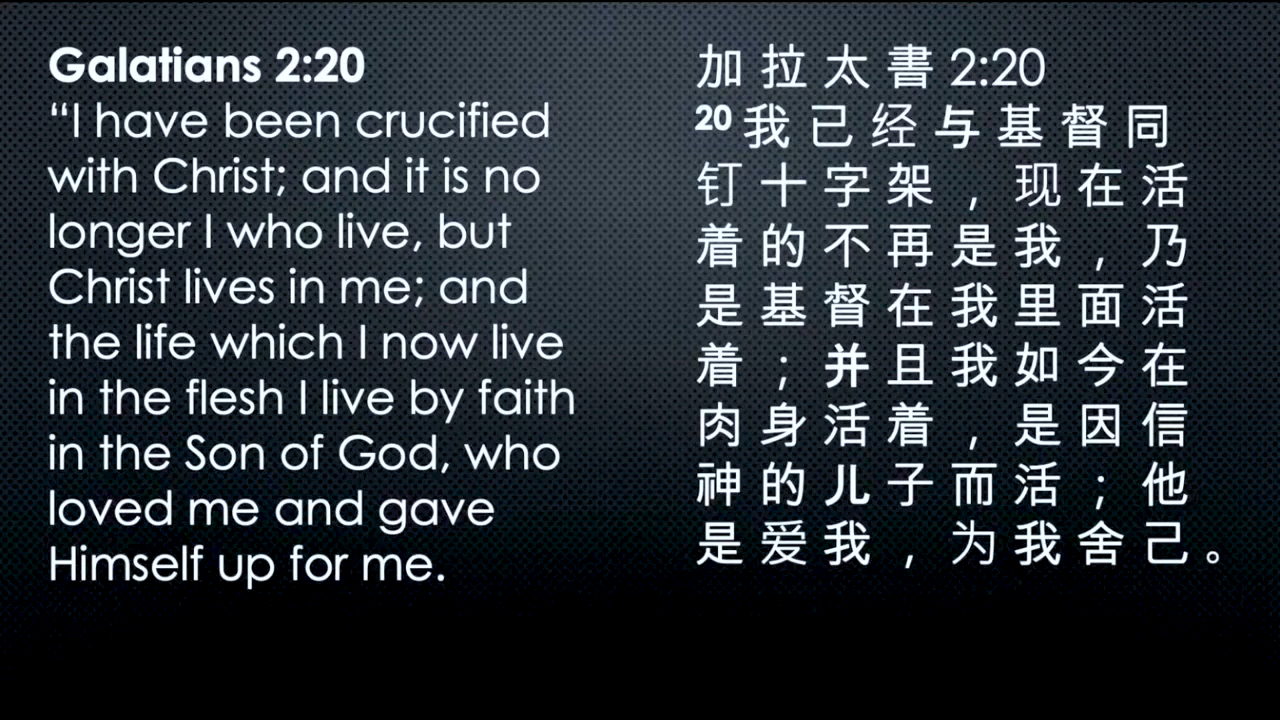 Galatians 2:20
“I have been crucified
with Christ; and it is no
longer I who live, but
Christ lives in me; and
the life which I now live
in the flesh I live by faith
in the Son of God, who
loved me and gave
Himself up for me.
加拉太書 2:20
20我已经与基督同
钉十字架，现在活
着的不再是我，乃
是基督在我里面活
着；并且我如今在
肉身活着，是因信
神的儿子而活；他
是爱我，为我舍己。